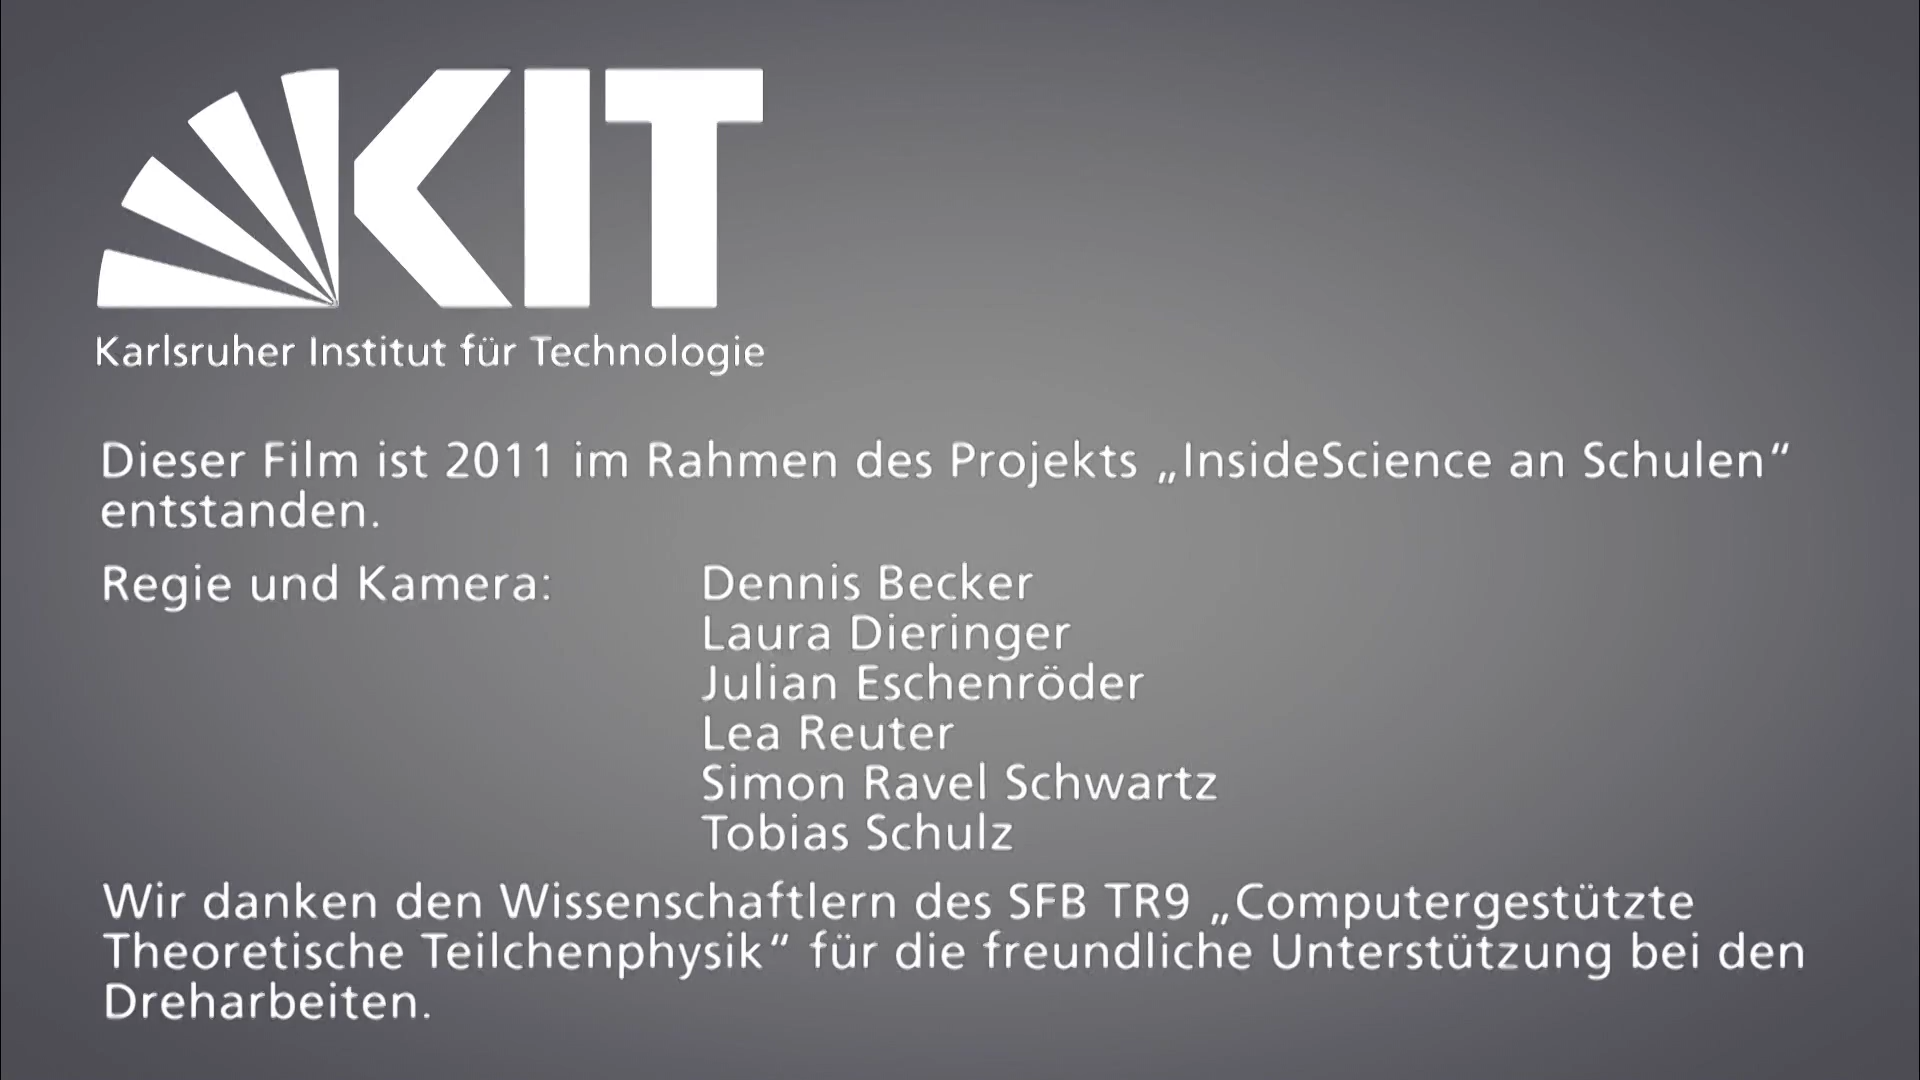 KIT
Karlsruher Institut für Technologie
Dieser Film ist 2011 im Rahmen des Projekts „InsideScience an Schulen“
entstanden.
Regie und Kamera: Dennis Becker
Laura Dieringer
Julian Eschenröder
Lea Reuter
Simon Ravel Schwartz
Tobias Schulz
Wir danken den Wissenschaftlern des SFB TR9 „Computergestützte
Theoretische Teilchenphysik“ für die freundliche Unterstützung bei den
Dreharbeiten.